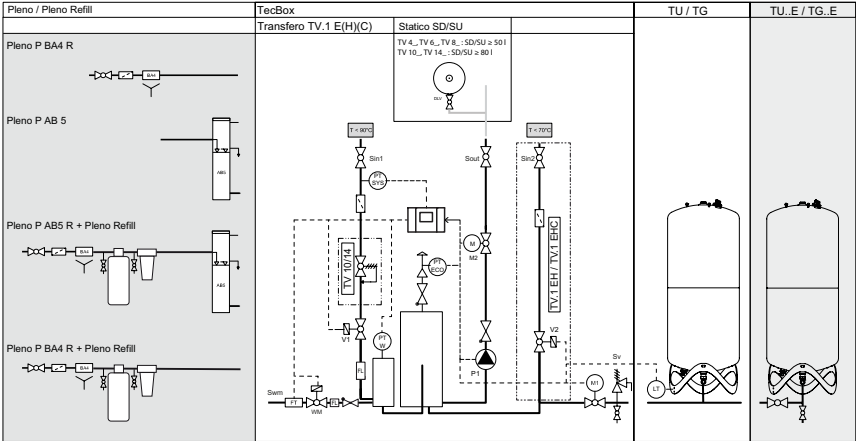 Pleno / Pleno Refill
TecBox
TU / TG
TU..E / TG..E
Transfero TV.1 E(H)(C)
Statico SD/SU
TV 4_, TV 6_, TV 8_ : SD/SU ≥ 50 l
TV 10_, TV 14_ : SD/SU ≥ 80 l
DLV
Pleno P BA4 R
BA4
Pleno P AB 5
AB5
Pleno P AB5 R + Pleno Refill
BA4
AB5
Pleno P BA4 R + Pleno Refill
BA4
T < 90°C
T < 70°C
Sin1
Sout
Sin2
PT
SYS
M
M2
PT
ECO
TV 10/14
TV.1 EH / TV.1 EHC
V1
PT
W
V2
FL
P1
Sv
Swm
FT
WM
FL
M1
LT